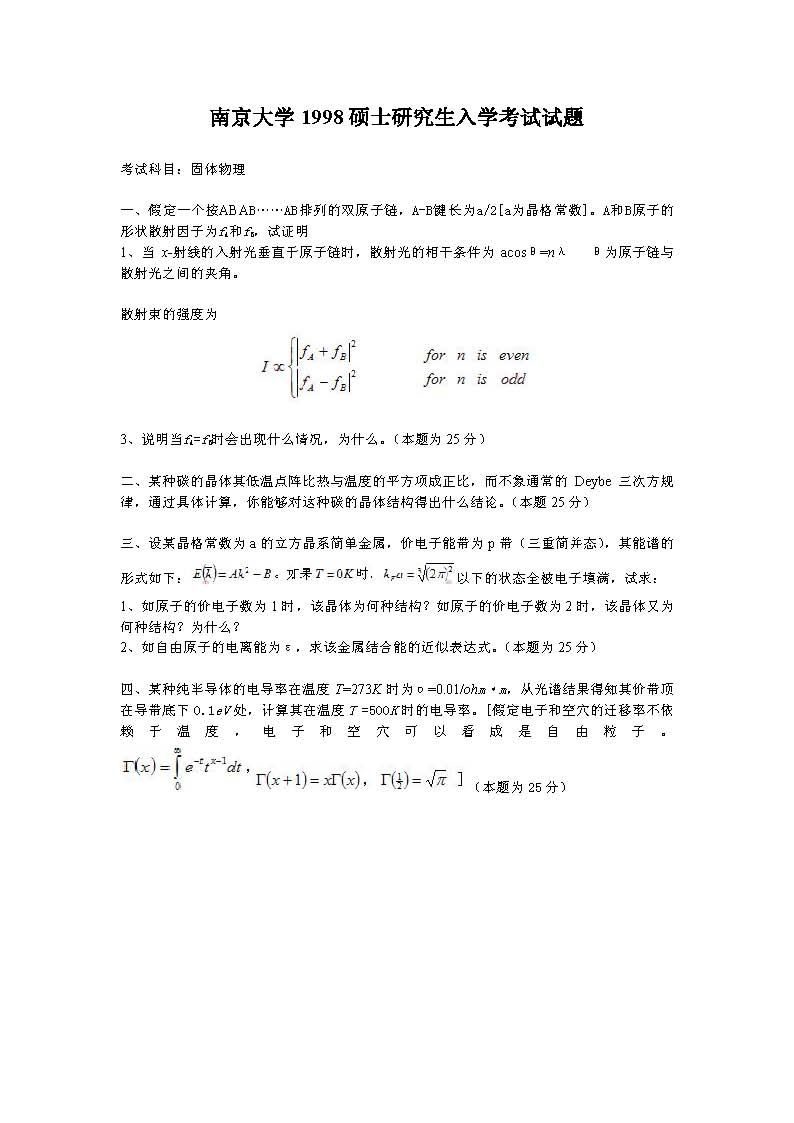 南京大学 1998 硕士研究生入学考试试题
考试科目：固体物理
一、假定一个按ABAB……AB排列的双原子链，A-B键长为a/2[a为晶格常数]。A和B原子的
形状散射因子为fA和fB，试证明
1、当 x-射线的入射光垂直于原子链时，散射光的相干条件为 acosθ=nλ θ为原子链与
散射光之间的夹角。
散射束的强度为
I ∝ { |f_A + f_B|^2 for n is even
|f_A − f_B|^2 for n is odd
3、说明当fA=fB时会出现什么情况，为什么。（本题为25分）
二、某种碳的晶体其低温点阵比热与温度的平方项成正比，而不象通常的 Deybe 三次方规
律，通过具体计算，你能够对这种碳的晶体结构得出什么结论。（本题25分）
三、设某晶格常数为a的立方晶系简单金属，价电子能带为p带（三重简并态），其能谱的
形式如下： E(k)=Ak^2−B。如果T=0K时, 以下的状态全被电子填满，试求：
1、如原子的价电子数为1时，该晶体为何种结构？如原子的价电子数为2时，该晶体又为
何种结构？为什么？
2、如自由原子的电离能为ε，求该金属结合能的近似表达式。（本题为25分）
四、某种纯半导体的电导率在温度T=273K 时为σ=0.01/ohm·m，从光谱结果得知其价带顶
在导带底下0.1eV处，计算其在温度T =500K时的电导率。[假定电子和空穴的迁移率不依
赖于温度，电子和空穴可以看成是自由粒子。
Γ(x)=∫_0^∞ e^{−t}t^{x−1}dt， Γ(x+1)=xΓ(x)， Γ(1/2)=√π ]（本题为25分）